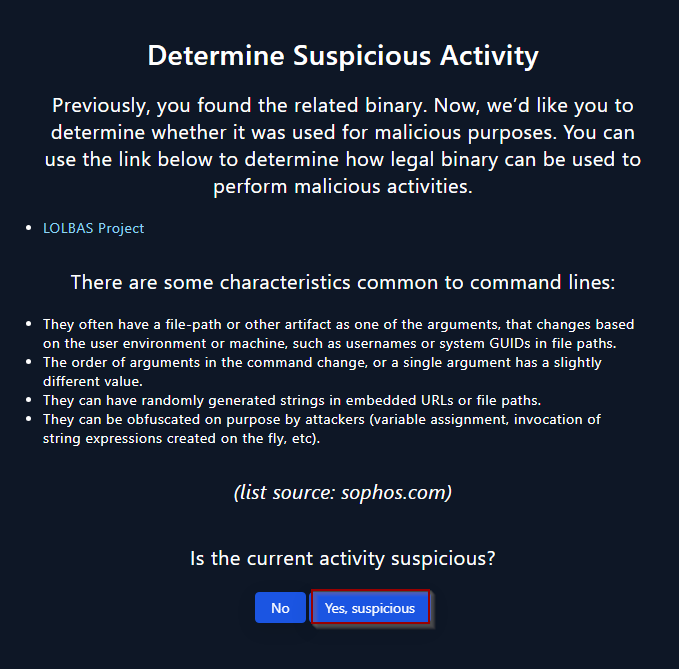 Determine Suspicious Activity
Previously, you found the related binary. Now, we’d like you to
determine whether it was used for malicious purposes. You can
use the link below to determine how legal binary can be used to
perform malicious activities.
LOLBAS Project
There are some characteristics common to command lines:
They often have a file-path or other artifact as one of the arguments, that changes based
on the user environment or machine, such as usernames or system GUIDs in file paths.
The order of arguments in the command change, or a single argument has a slightly
different value.
They can have randomly generated strings in embedded URLs or file paths.
They can be obfuscated on purpose by attackers (variable assignment, invocation of
string expressions created on the fly, etc).
(list source: sophos.com)
Is the current activity suspicious?
No Yes, suspicious